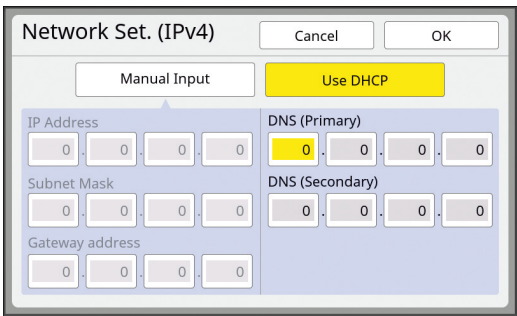 Network Set. (IPv4)
Cancel
OK
Manual Input
Use DHCP
IP Address
0 . 0 . 0 . 0
Subnet Mask
0 . 0 . 0 . 0
Gateway address
0 . 0 . 0 . 0
DNS (Primary)
0 . 0 . 0 . 0
DNS (Secondary)
0 . 0 . 0 . 0